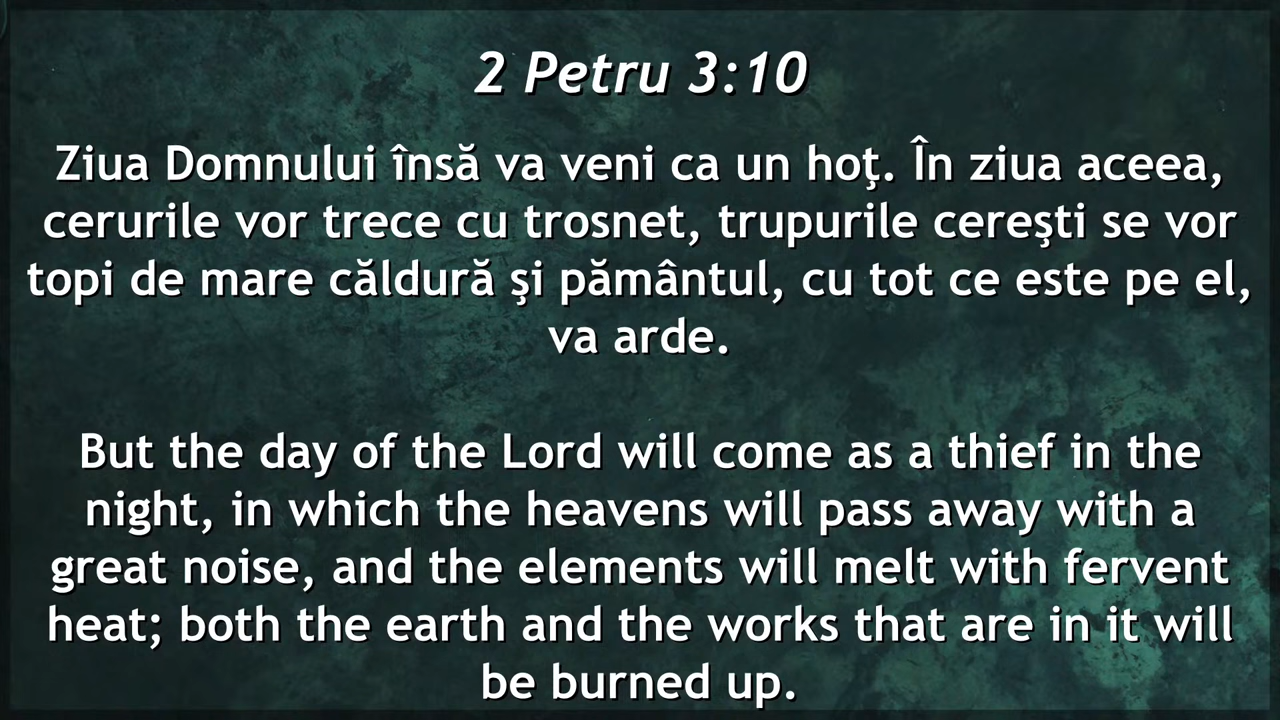 2 Petru 3:10
Ziua Domnului însă va veni ca un hoţ. În ziua aceea,
cerurile vor trece cu trosnet, trupurile cereşti se vor
topi de mare căldură şi pământul, cu tot ce este pe el,
va arde.
But the day of the Lord will come as a thief in the
night, in which the heavens will pass away with a
great noise, and the elements will melt with fervent
heat; both the earth and the works that are in it will
be burned up.